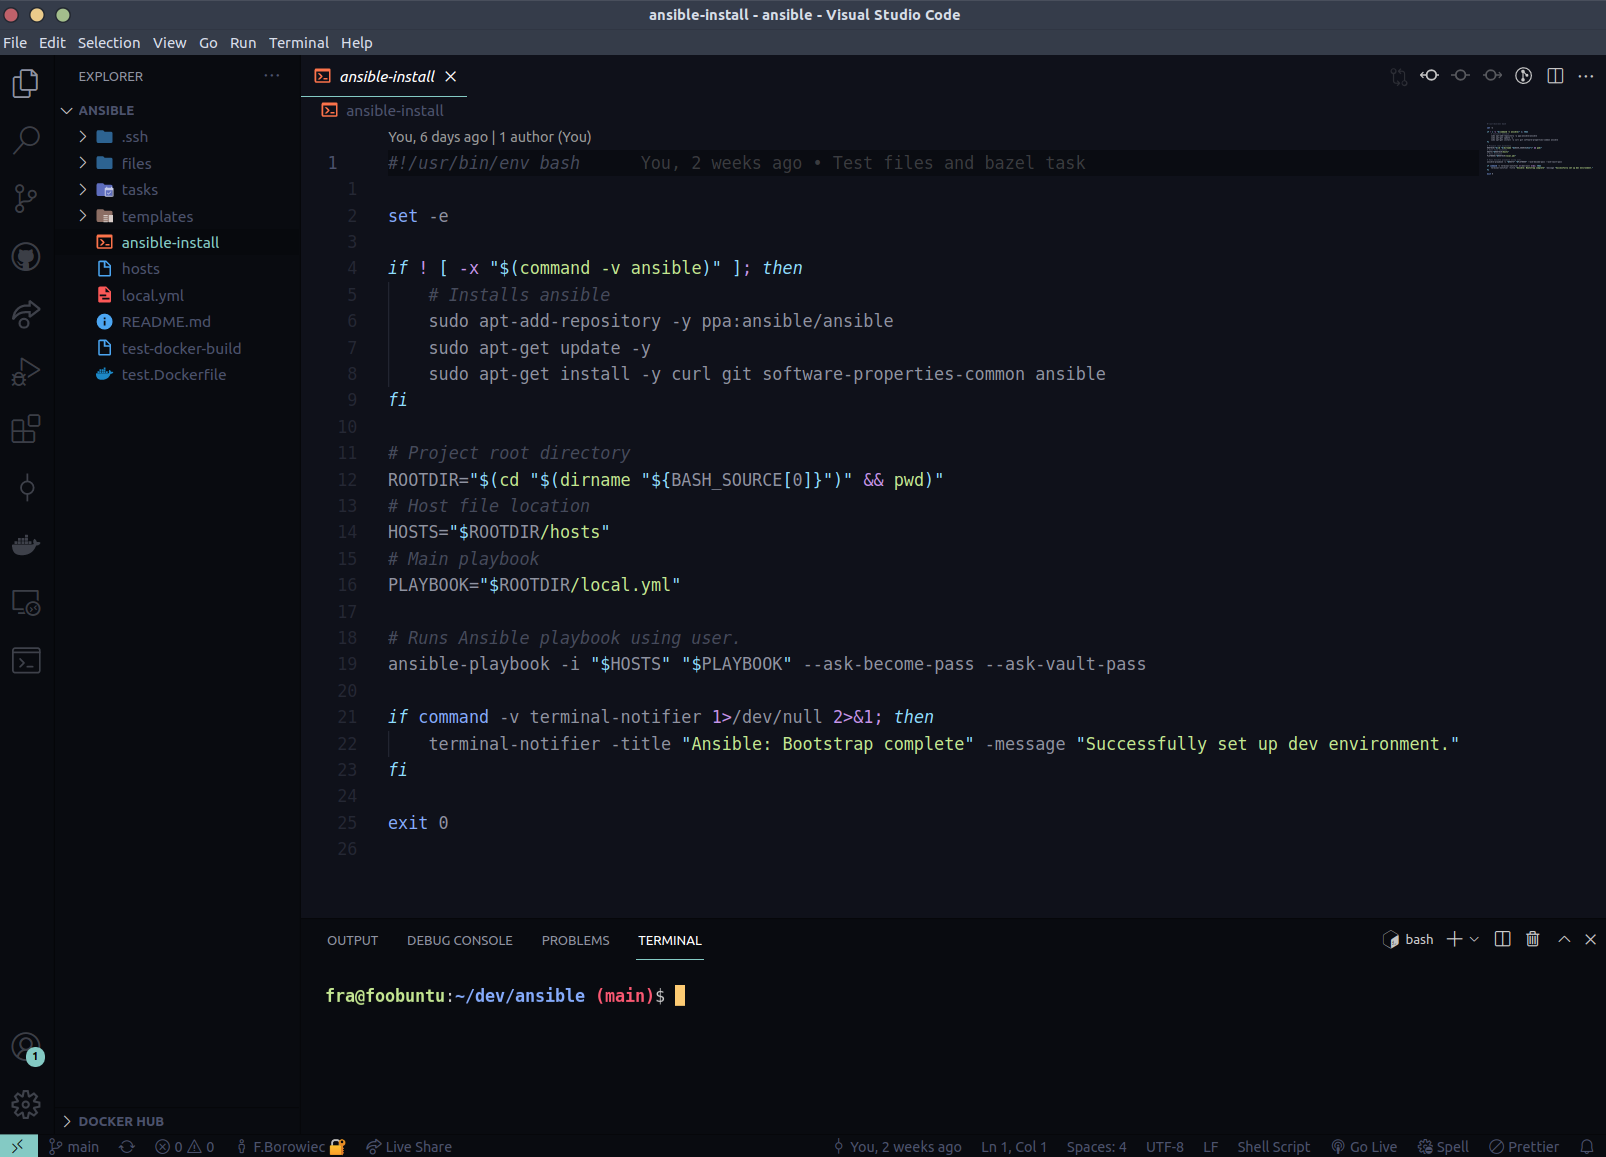 ansible-install - ansible - Visual Studio Code
File Edit Selection View Go Run Terminal Help
EXPLORER
ANSIBLE
.ssh
files
tasks
templates
ansible-install
hosts
local.yml
README.md
test-docker-build
test.Dockerfile
DOCKER HUB
1
ansible-install
ansible-install
You, 6 days ago | 1 author (You)
1 #!/usr/bin/env bash You, 2 weeks ago • Test files and bazel task
1
2 set -e
3
4 if ! [ -x "$(command -v ansible)" ]; then
5 # Installs ansible
6 sudo apt-add-repository -y ppa:ansible/ansible
7 sudo apt-get update -y
8 sudo apt-get install -y curl git software-properties-common ansible
9 fi
10
11 # Project root directory
12 ROOTDIR="$(cd "$(dirname "${BASH_SOURCE[0]}")" && pwd)"
13 # Host file location
14 HOSTS="$ROOTDIR/hosts"
15 # Main playbook
16 PLAYBOOK="$ROOTDIR/local.yml"
17
18 # Runs Ansible playbook using user.
19 ansible-playbook -i "$HOSTS" "$PLAYBOOK" --ask-become-pass --ask-vault-pass
20
21 if command -v terminal-notifier 1>/dev/null 2>&1; then
22 terminal-notifier -title "Ansible: Bootstrap complete" -message "Successfully set up dev environment."
23 fi
24
25 exit 0
26
OUTPUT DEBUG CONSOLE PROBLEMS TERMINAL bash
fra@foobuntu:~/dev/ansible (main)$
main 0 0 F.Borowiec Live Share You, 2 weeks ago Ln 1, Col 1 Spaces: 4 UTF-8 LF Shell Script Go Live Spell Prettier